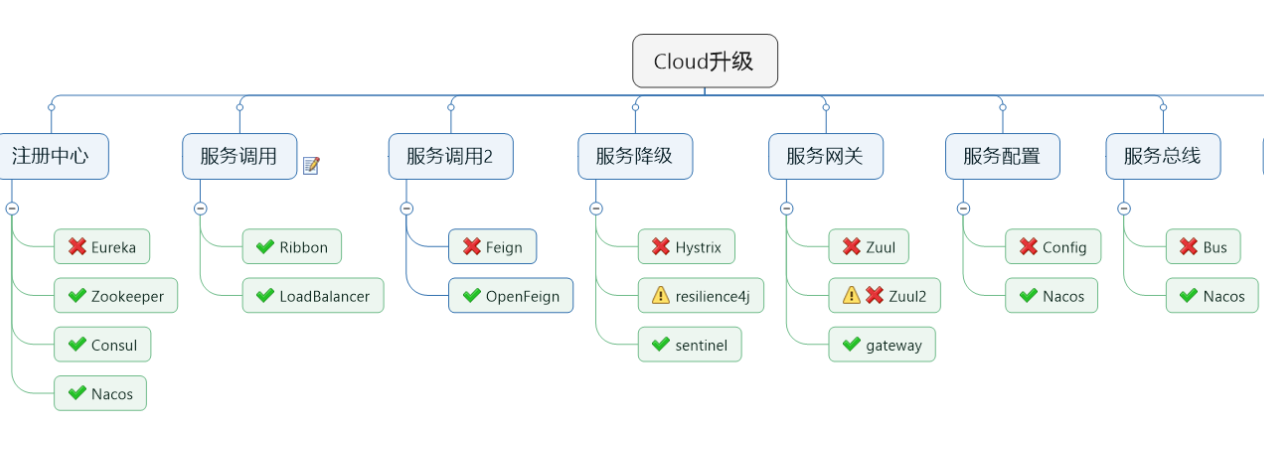 Cloud升级
注册中心
Eureka
Zookeeper
Consul
Nacos
服务调用
Ribbon
LoadBalancer
服务调用2
Feign
OpenFeign
服务降级
Hystrix
resilience4j
sentinel
服务网关
Zuul
Zuul2
gateway
服务配置
Config
Nacos
服务总线
Bus
Nacos